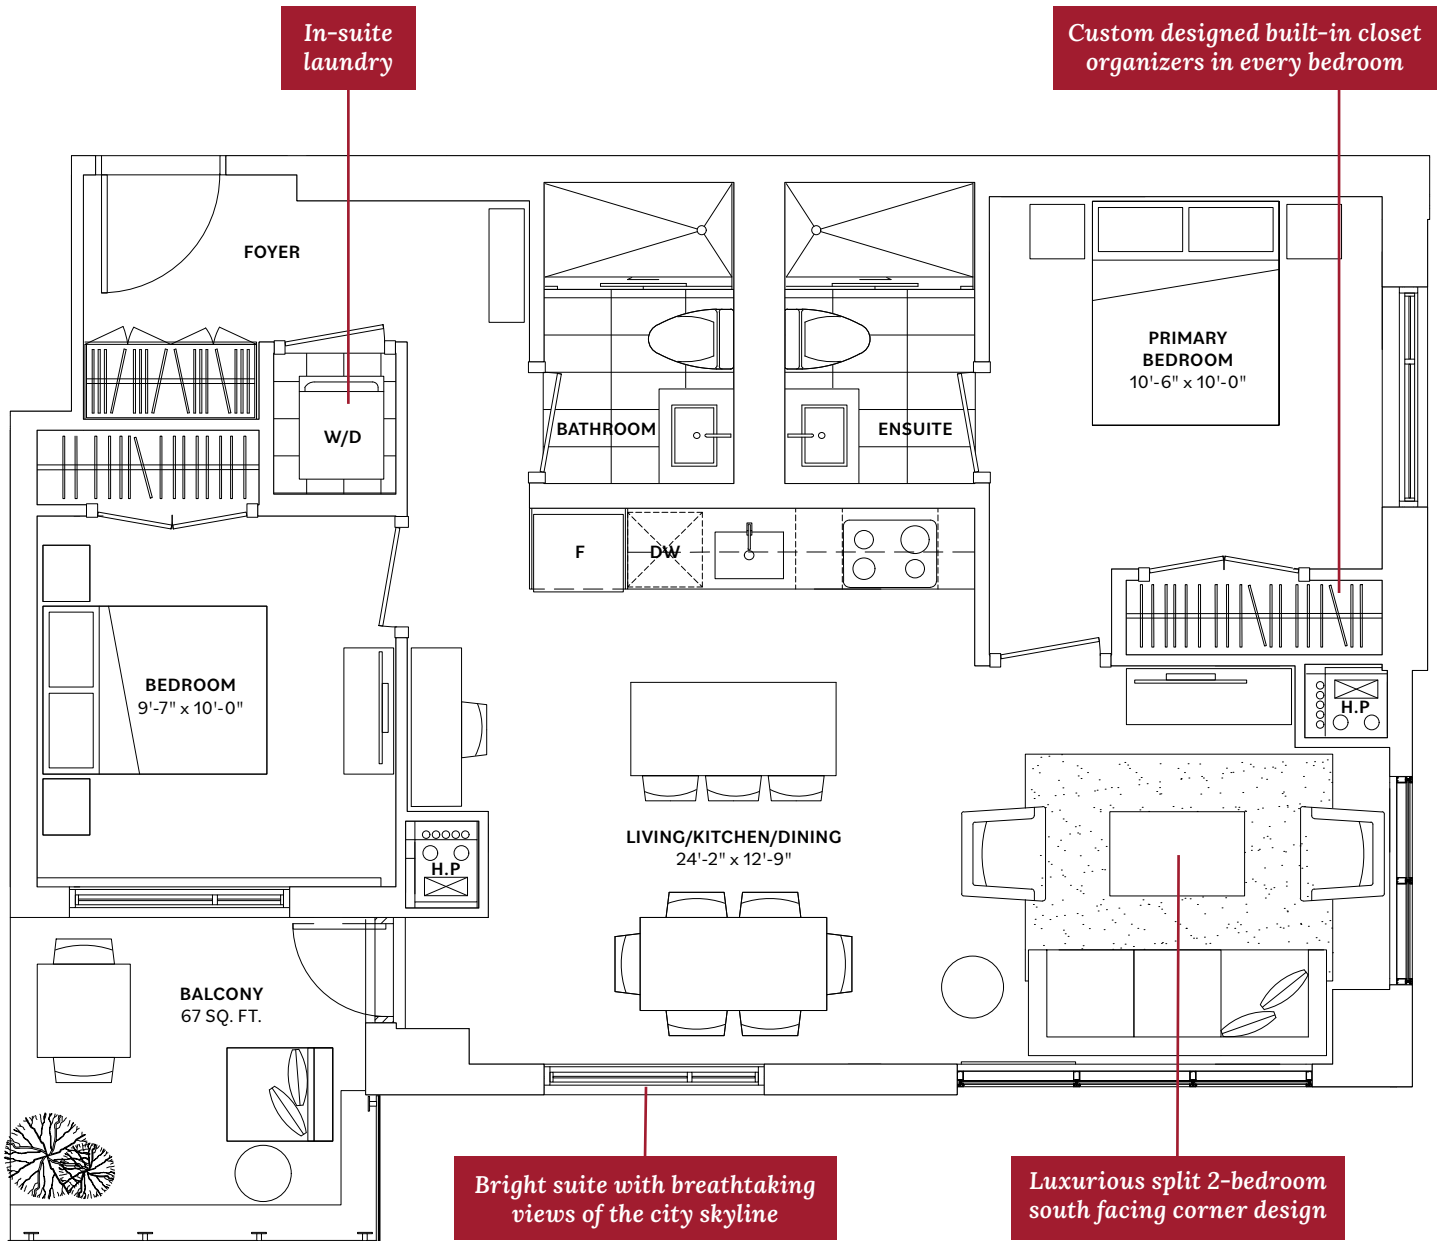 In-suite
laundry
Custom designed built-in closet
organizers in every bedroom
FOYER
PRIMARY
BEDROOM
10'-6" x 10'-0"
W/D
BATHROOM
ENSUITE
F
DW
BEDROOM
9'-7" x 10'-0"
H.P
LIVING/KITCHEN/DINING
24'-2" x 12'-9"
H.P
BALCONY
67 SQ. FT.
Bright suite with breathtaking
views of the city skyline
Luxurious split 2-bedroom
south facing corner design